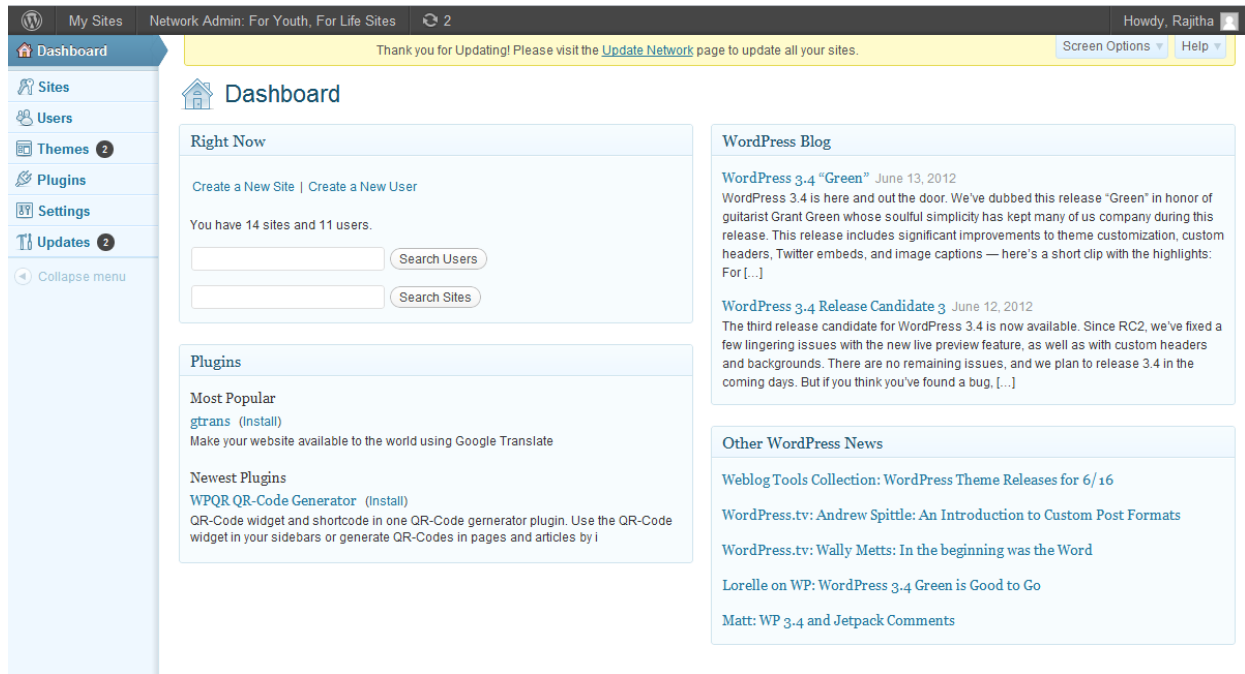 My Sites Network Admin: For Youth, For Life Sites 2 Howdy, Rajitha
Dashboard
Sites
Users
Themes 2
Plugins
Settings
Updates 2
Collapse menu
Thank you for Updating! Please visit the Update Network page to update all your sites.
Screen Options Help
Dashboard
Right Now
Create a New Site | Create a New User
You have 14 sites and 11 users.
Search Users
Search Sites
Plugins
Most Popular
gtrans (Install)
Make your website available to the world using Google Translate
Newest Plugins
WPQR QR-Code Generator (Install)
QR-Code widget and shortcode in one QR-Code gernerator plugin. Use the QR-Code
widget in your sidebars or generate QR-Codes in pages and articles by i
WordPress Blog
WordPress 3.4 “Green” June 13, 2012
WordPress 3.4 is here and out the door. We’ve dubbed this release “Green” in honor of
guitarist Grant Green whose soulful simplicity has kept many of us company during this
release. This release includes significant improvements to theme customization, custom
headers, Twitter embeds, and image captions — here’s a short clip with the highlights:
For [...]
WordPress 3.4 Release Candidate 3 June 12, 2012
The third release candidate for WordPress 3.4 is now available. Since RC2, we’ve fixed a
few lingering issues with the new live preview feature, as well as with custom headers
and backgrounds. There are no remaining issues, and we plan to release 3.4 in the
coming days. But if you think you’ve found a bug, [...]
Other WordPress News
Weblog Tools Collection: WordPress Theme Releases for 6/16
WordPress.tv: Andrew Spittle: An Introduction to Custom Post Formats
WordPress.tv: Wally Metts: In the beginning was the Word
Lorelle on WP: WordPress 3.4 Green is Good to Go
Matt: WP 3.4 and Jetpack Comments